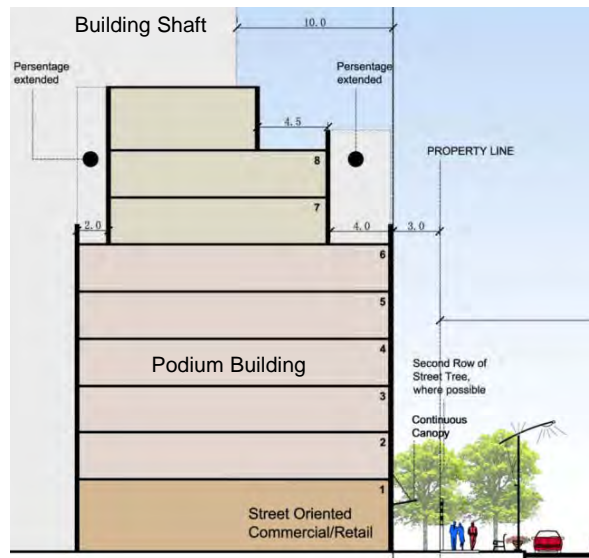 Building Shaft
10.0
Persentage
extended
Persentage
extended
4.5
PROPERTY LINE
8
7
2.0
4.0
3.0
6
5
4
Podium Building
Second Row of
Street Tree,
where possible
3
Continuous
Canopy
2
1
Street Oriented
Commercial/Retail